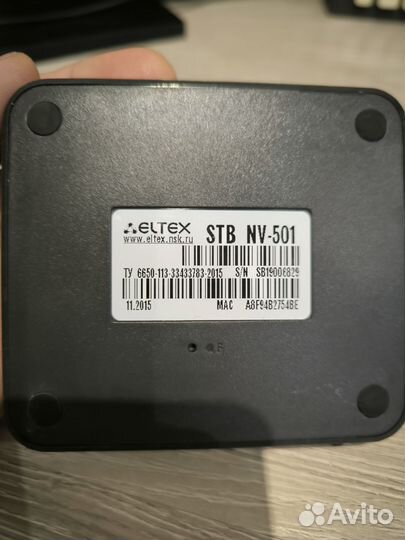 ELTEX STB NV-501
www.eltex.nsk.ru
ТУ 6650-113-33433783-2015 S/N SB19006829
11.2015 MAC A8F94B2754BE
Avito